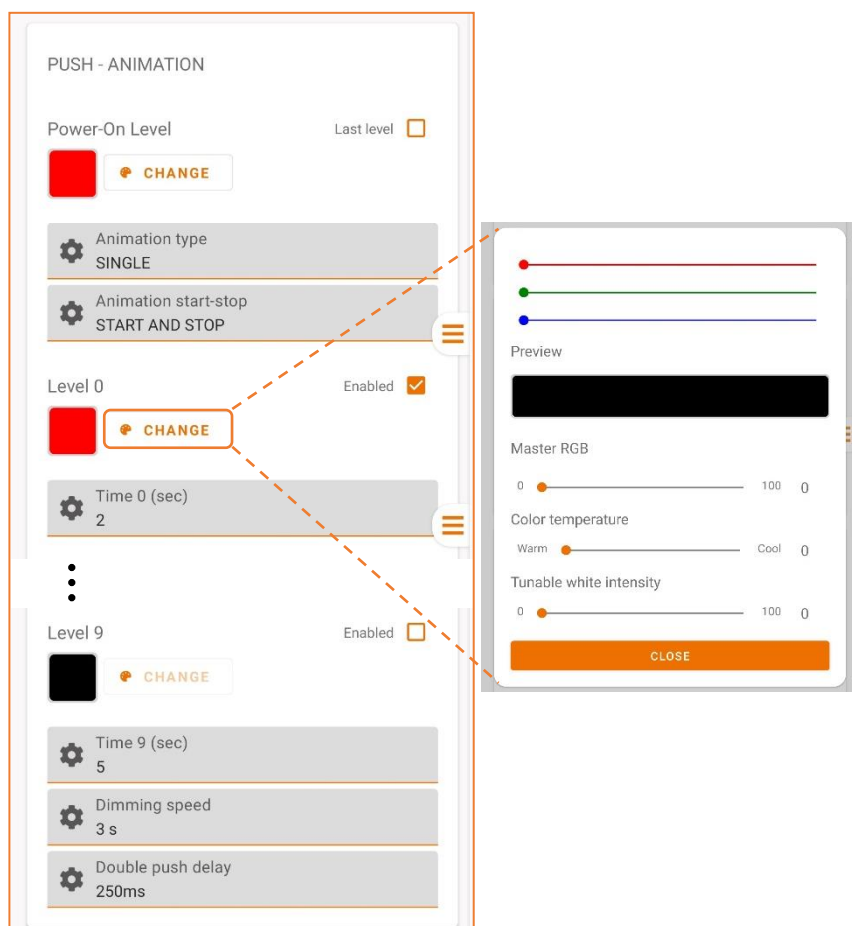 PUSH - ANIMATION
Power-On Level
Last level
CHANGE
Animation type
SINGLE
Animation start-stop
START AND STOP
Level 0
Enabled
CHANGE
Time 0 (sec)
2
Level 9
Enabled
CHANGE
Time 9 (sec)
5
Dimming speed
3 s
Double push delay
250ms
Preview
Master RGB
0 100 0
Color temperature
Warm Cool 0
Tunable white intensity
0 100 0
CLOSE